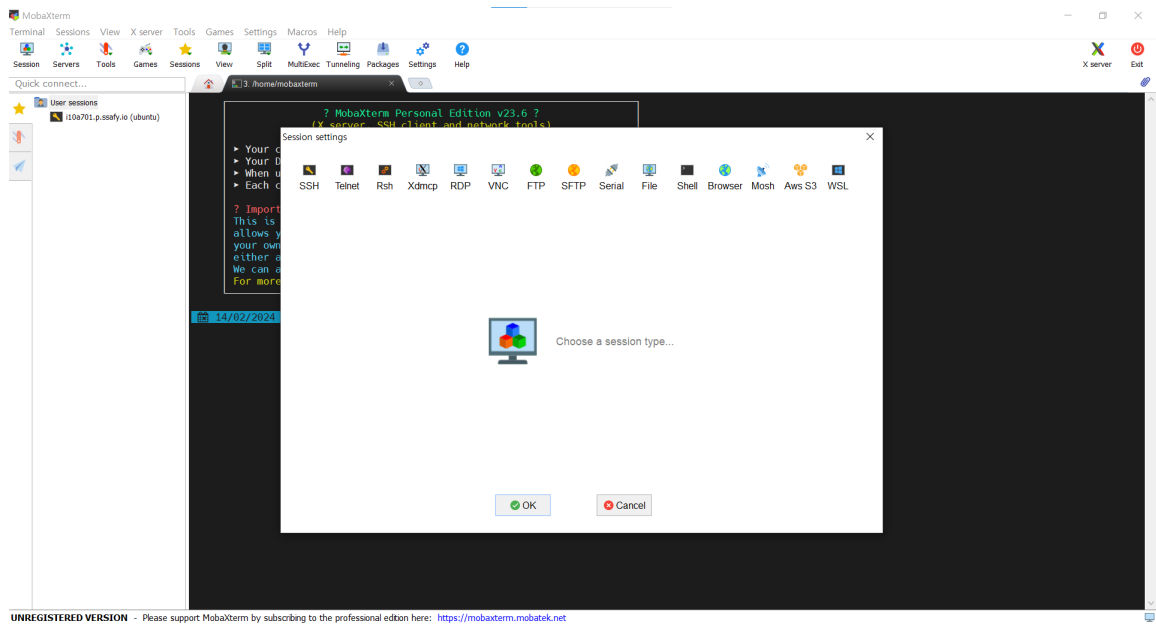 MobaXterm
Terminal Sessions View X server Tools Games Settings Macros Help
Session Servers Tools Games Sessions View Split MultiExec Tunneling Packages Settings Help X server Exit
Quick connect...
3. /home/mobaxterm
User sessions
i10a701.p.ssafy.io (ubuntu)
? MobaXterm Personal Edition v23.6 ?
(X server, SSH client and network tools)
Session settings
► Your c
► Your D
► When u
► Each c
SSH Telnet Rsh Xdmcp RDP VNC FTP SFTP Serial File Shell Browser Mosh Aws S3 WSL
? Import
This is
allows y
your own
either a
We can a
For more
14/02/2024
Choose a session type...
OK Cancel
UNREGISTERED VERSION - Please support MobaXterm by subscribing to the professional edition here: https://mobaxterm.mobatek.net